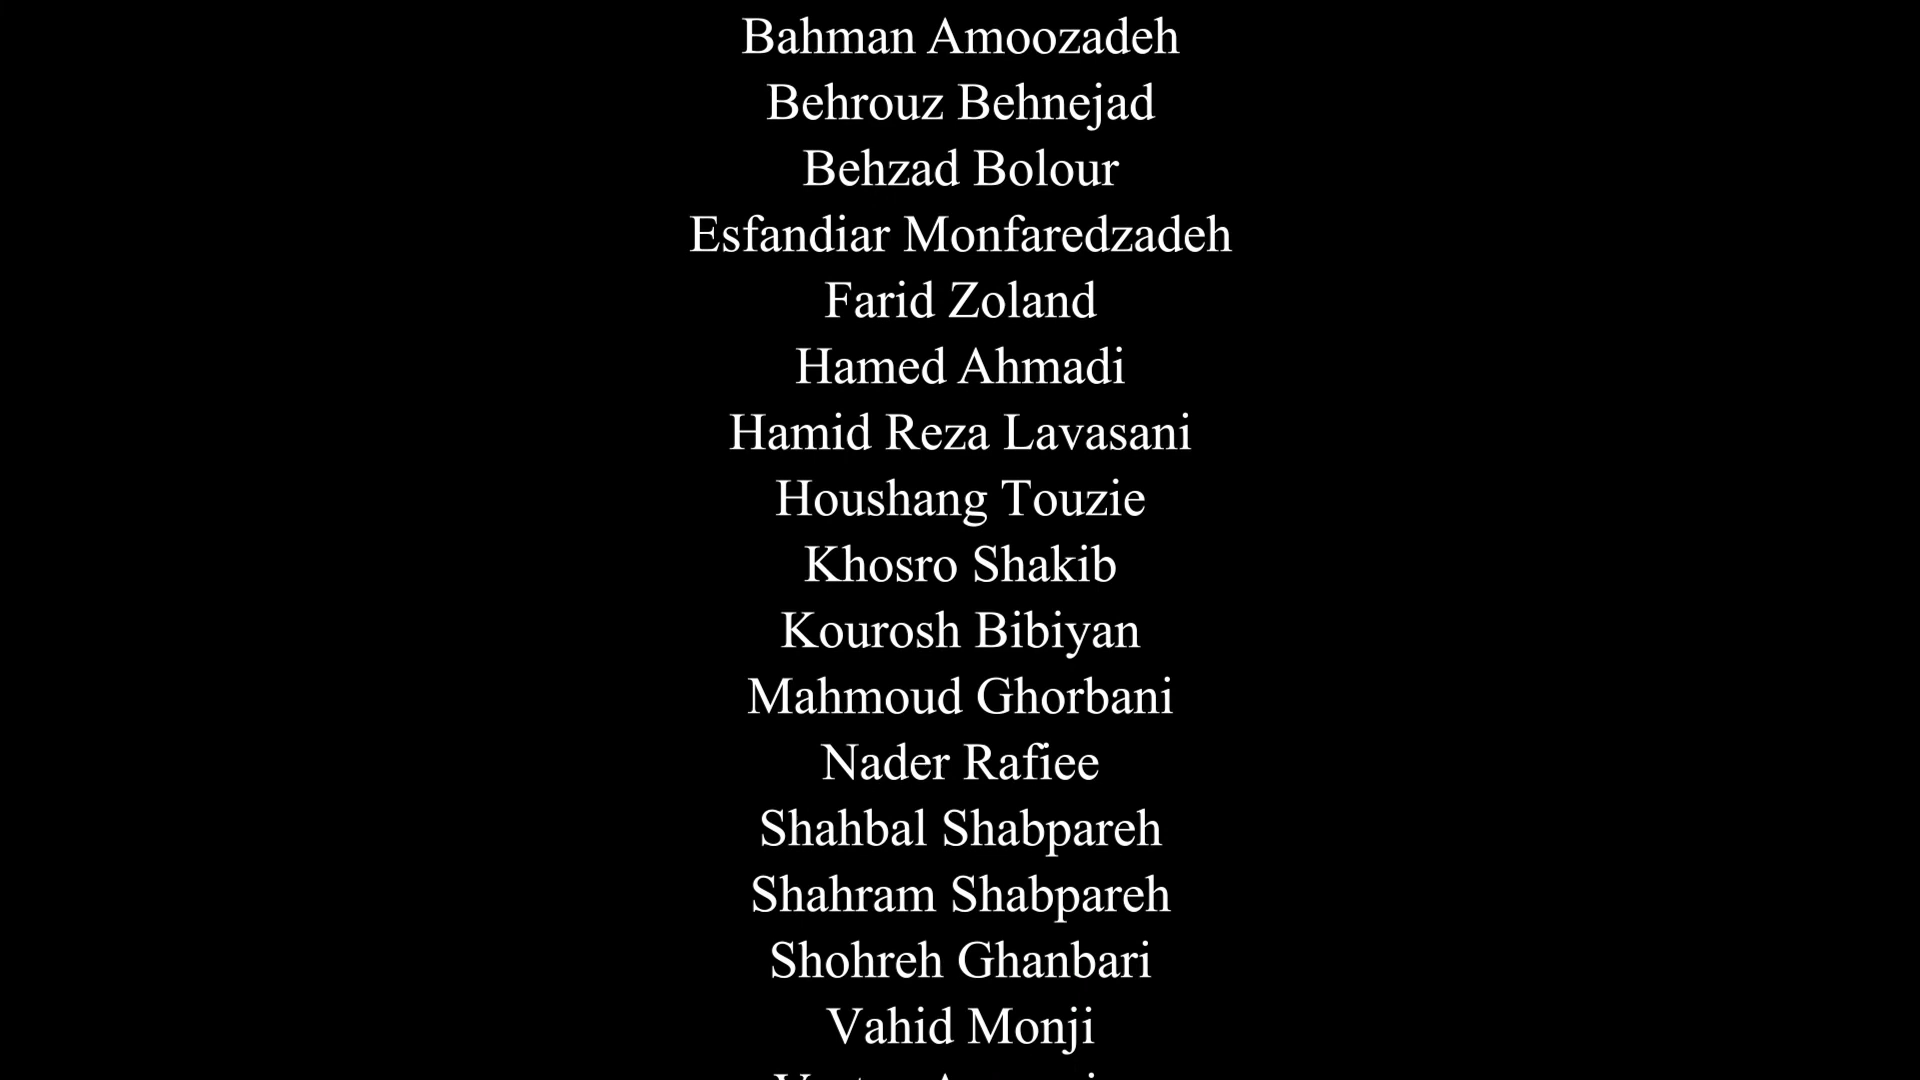 Bahman Amoozadeh
Behrouz Behnejad
Behzad Bolour
Esfandiar Monfaredzadeh
Farid Zoland
Hamed Ahmadi
Hamid Reza Lavasani
Houshang Touzie
Khosro Shakib
Kourosh Bibiyan
Mahmoud Ghorbani
Nader Rafiee
Shahbal Shabpareh
Shahram Shabpareh
Shohreh Ghanbari
Vahid Monji